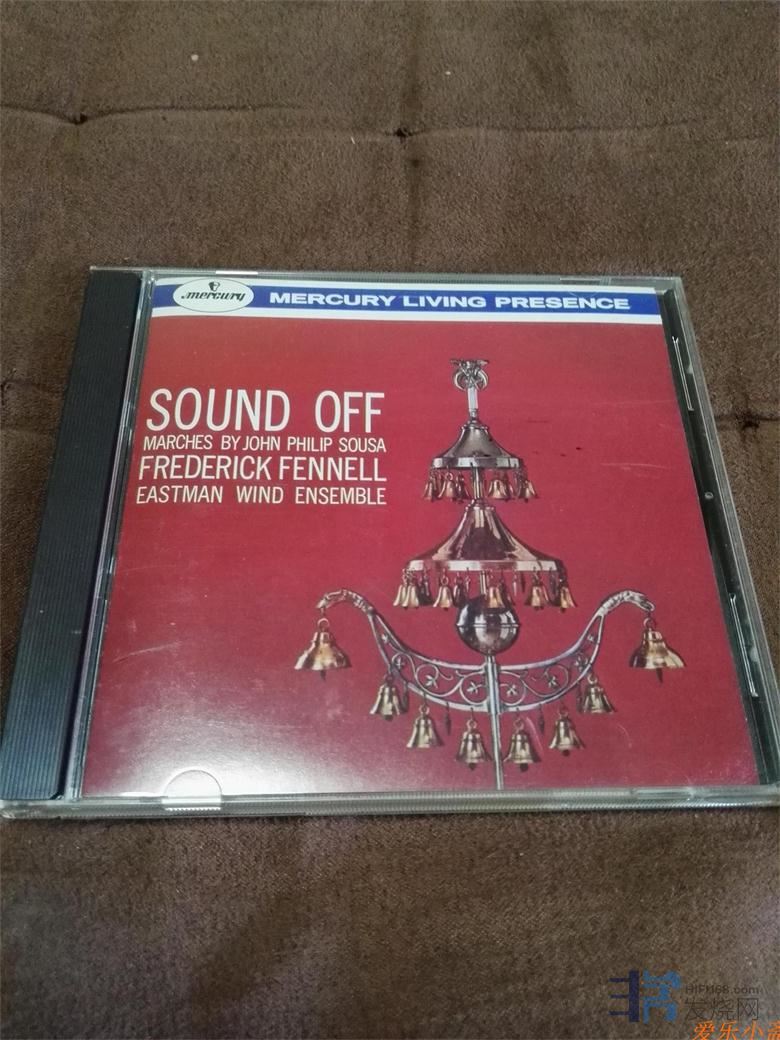 mercury
MERCURY LIVING PRESENCE
SOUND OFF
MARCHES BY JOHN PHILIP SOUSA
FREDERICK FENNELL
EASTMAN WIND ENSEMBLE
HIFI168.com
发烧网
爱乐小斋